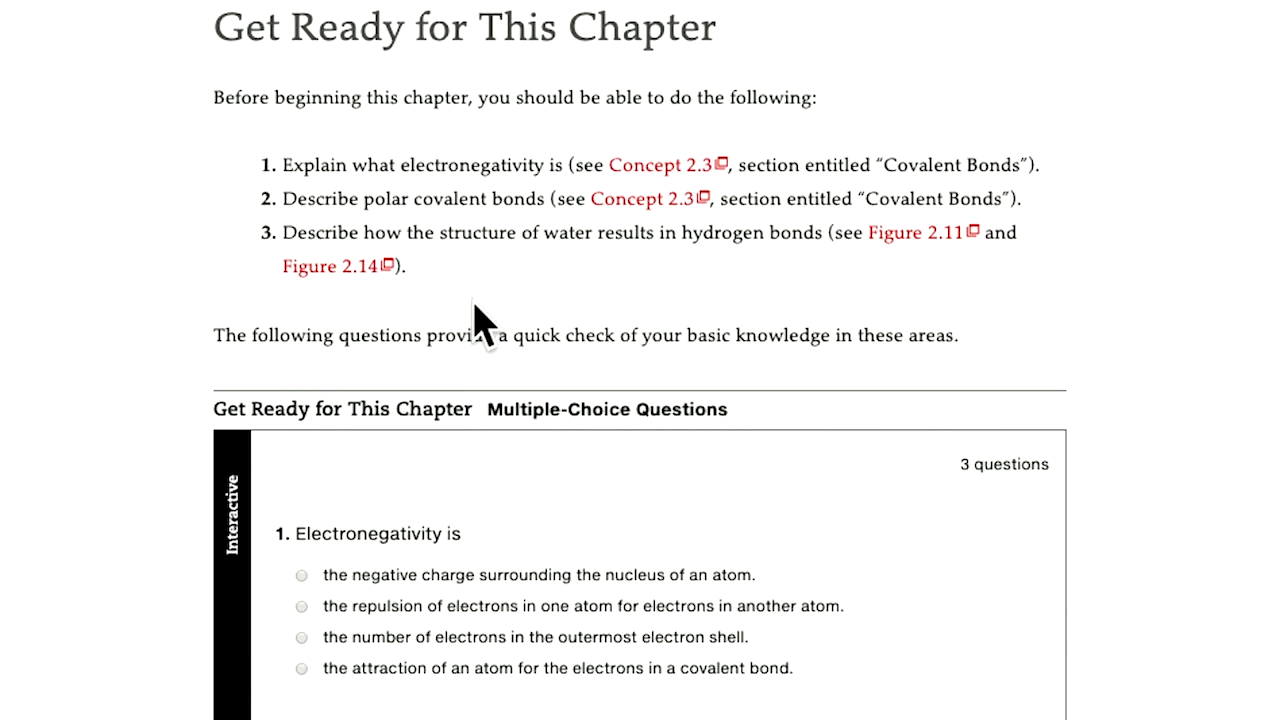 Get Ready for This Chapter
Before beginning this chapter, you should be able to do the following:
1. Explain what electronegativity is (see Concept 2.3, section entitled “Covalent Bonds”).
2. Describe polar covalent bonds (see Concept 2.3, section entitled “Covalent Bonds”).
3. Describe how the structure of water results in hydrogen bonds (see Figure 2.11 and
Figure 2.14).
The following questions a quick check of your basic knowledge in these areas.
Get Ready for This Chapter Multiple-Choice Questions
Interactive
3 questions
1. Electronegativity is
the negative charge surrounding the nucleus of an atom.
the repulsion of electrons in one atom for electrons in another atom.
the number of electrons in the outermost electron shell.
the attraction of an atom for the electrons in a covalent bond.